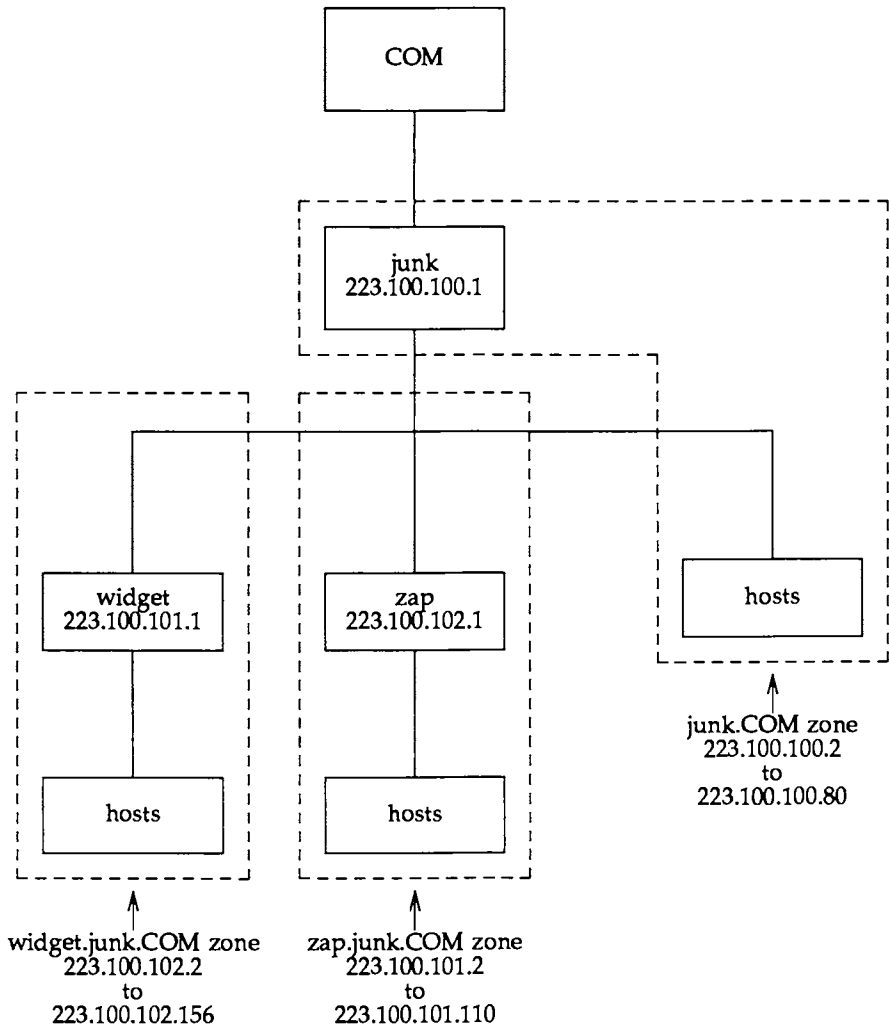 COM
junk
223.100.100.1
widget
223.100.101.1
zap
223.100.102.1
hosts
junk.COM zone
223.100.100.2
to
223.100.100.80
hosts
hosts
widget.junk.COM zone
223.100.102.2
to
223.100.102.156
zap.junk.COM zone
223.100.101.2
to
223.100.101.110